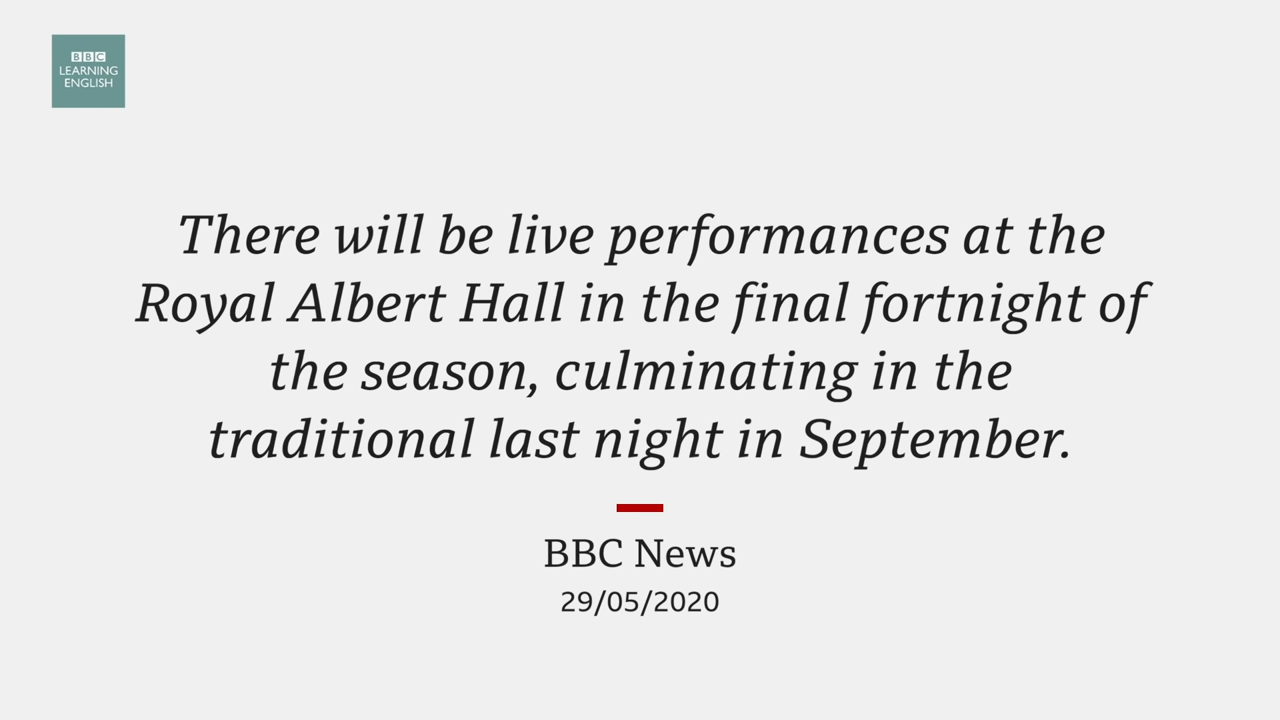 BBC
LEARNING
ENGLISH
There will be live performances at the
Royal Albert Hall in the final fortnight of
the season, culminating in the
traditional last night in September.
BBC News
29/05/2020